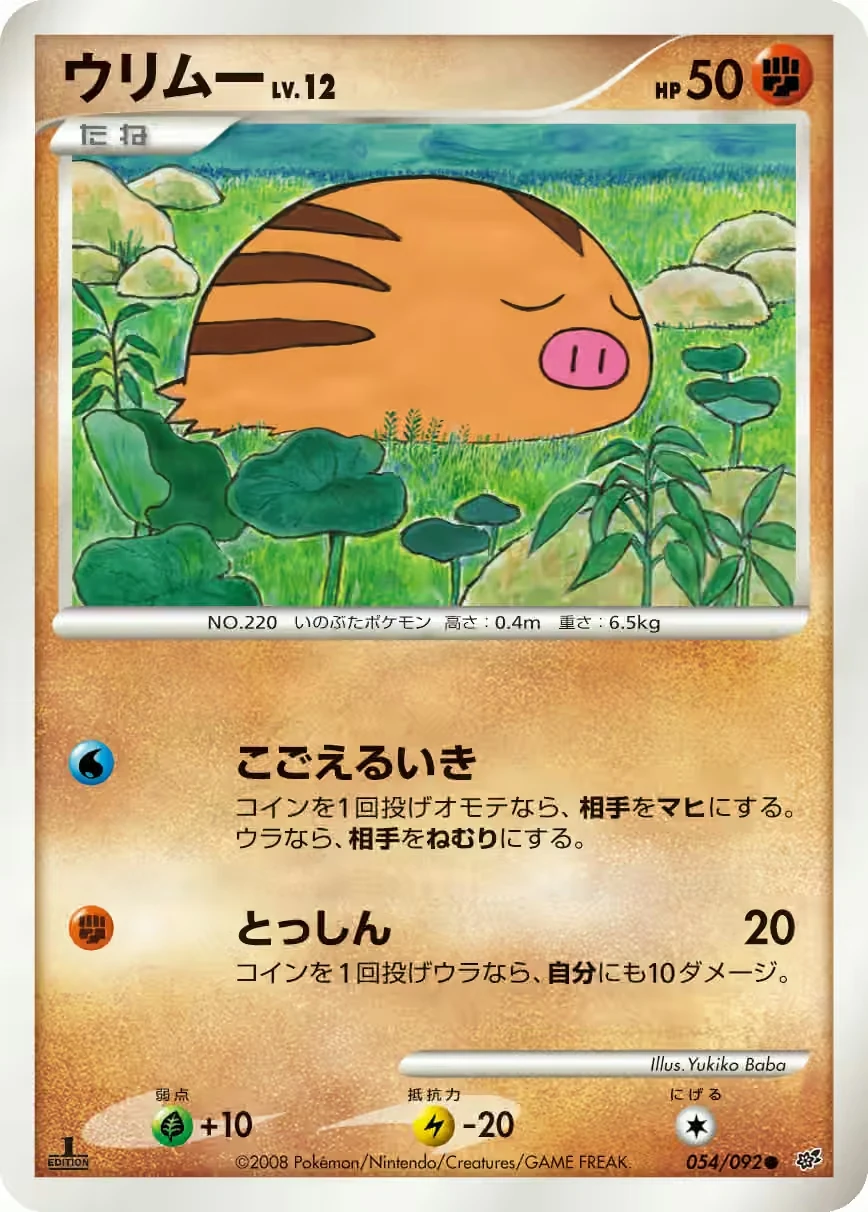 ウリムー LV.12 HP 50
たね
NO.220 いのぶたポケモン 高さ：0.4m 重さ：6.5kg
こごえるいき
コインを1回投げオモテなら、相手をマヒにする。
ウラなら、相手をねむりにする。
とっしん 20
コインを1回投げウラなら、自分にも10ダメージ。
Illus.Yukiko Baba
弱点 抵抗力 にげる
+10 -20
1
EDITION
©2008 Pokémon/Nintendo/Creatures/GAME FREAK. 054/092